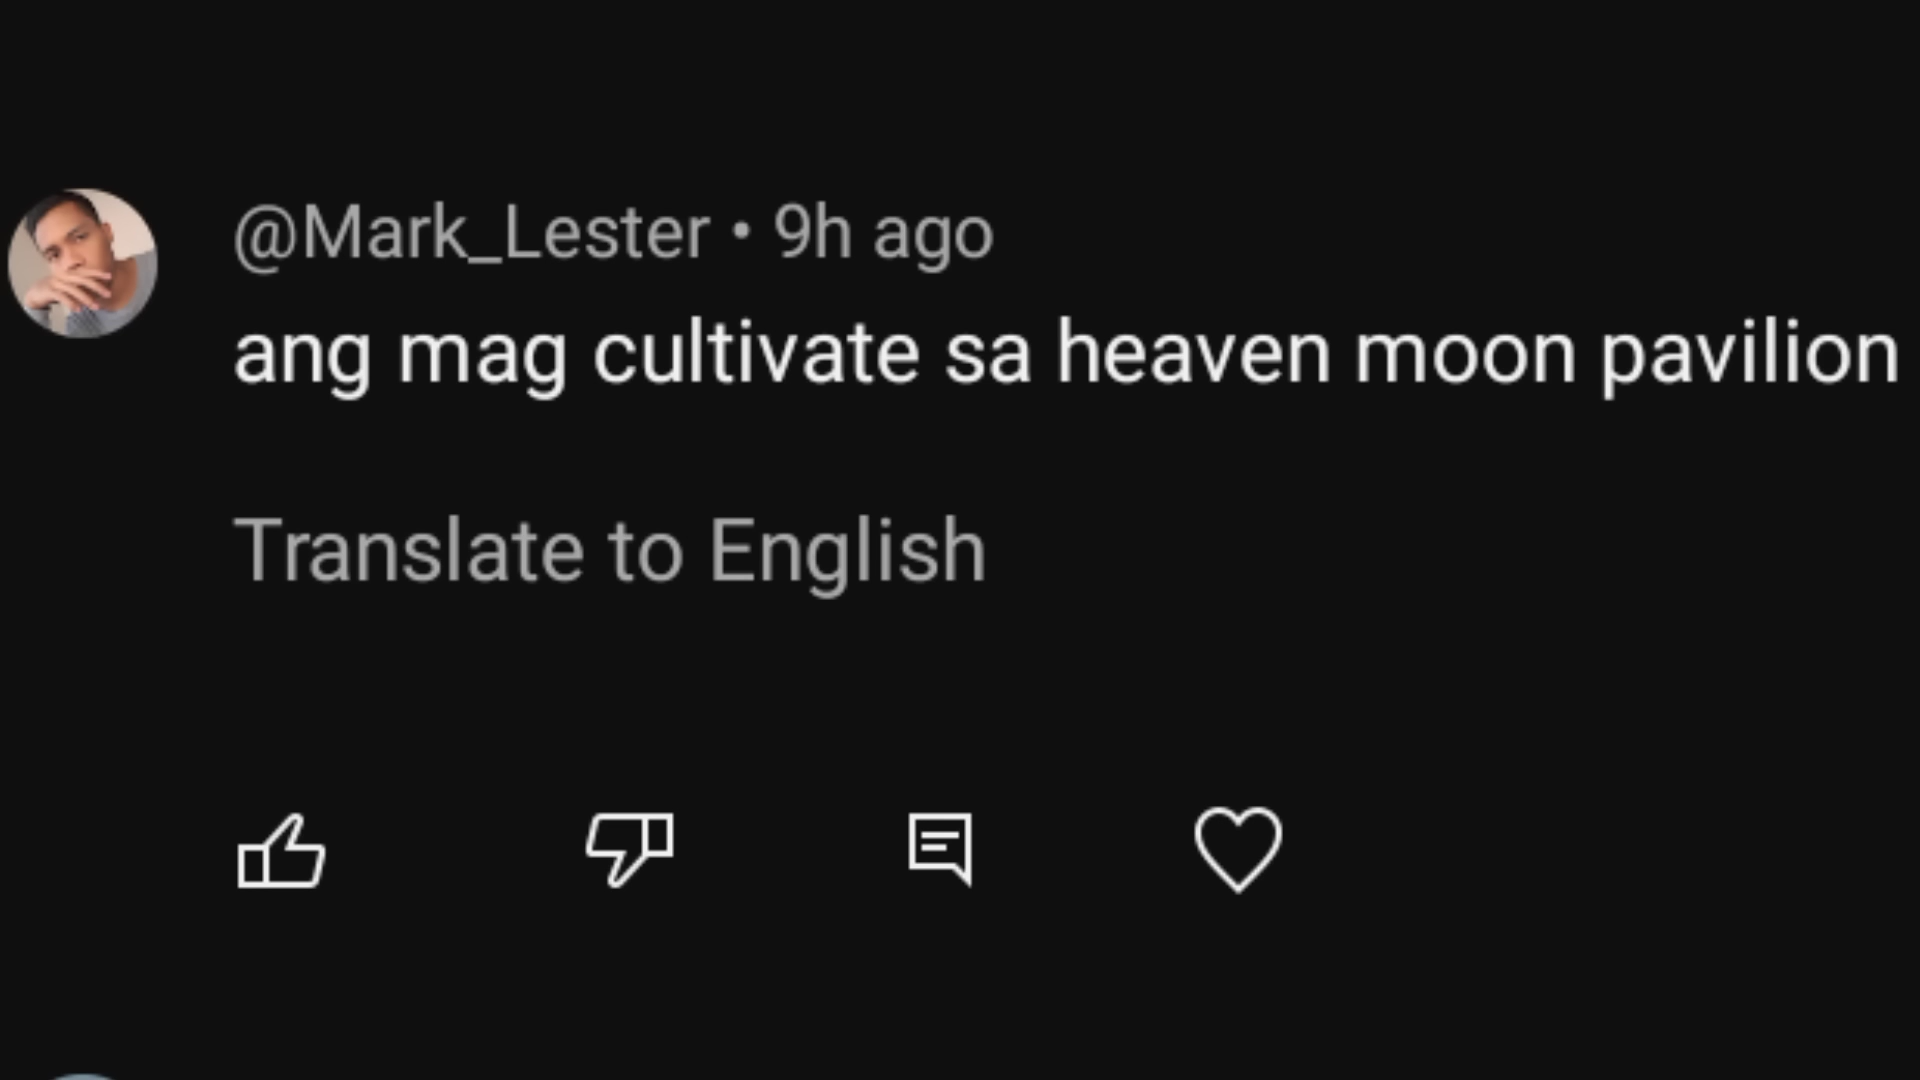 @Mark_Lester • 9h ago
ang mag cultivate sa heaven moon pavilion
Translate to English